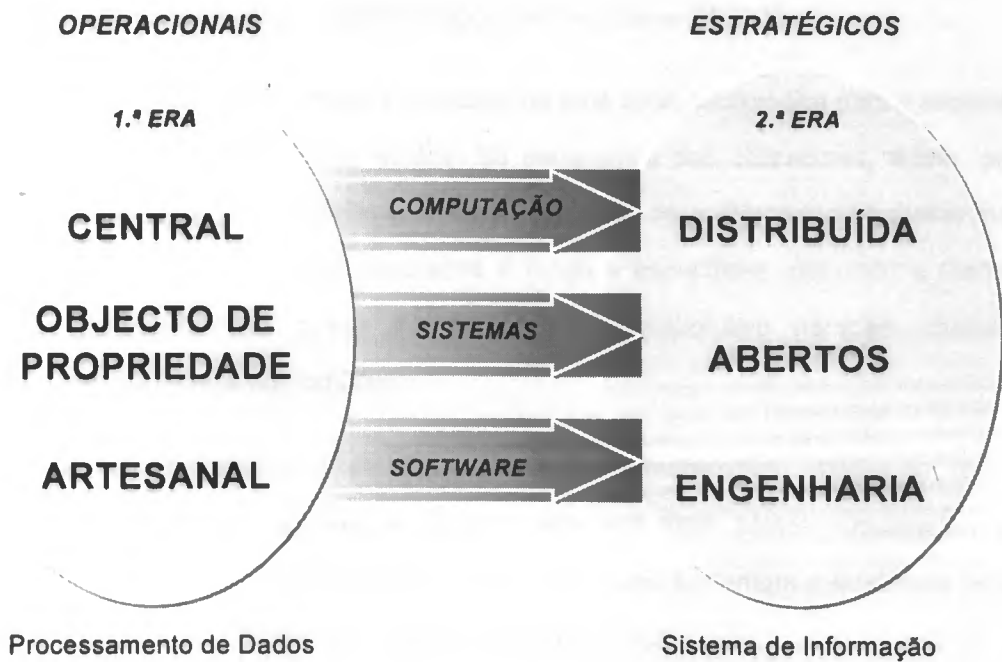 OPERACIONAIS
ESTRATÉGICOS
1.ª ERA
2.ª ERA
CENTRAL
COMPUTAÇÃO
DISTRIBUÍDA
OBJECTO DE
PROPRIEDADE
SISTEMAS
ABERTOS
ARTESANAL
SOFTWARE
ENGENHARIA
Processamento de Dados
Sistema de Informação